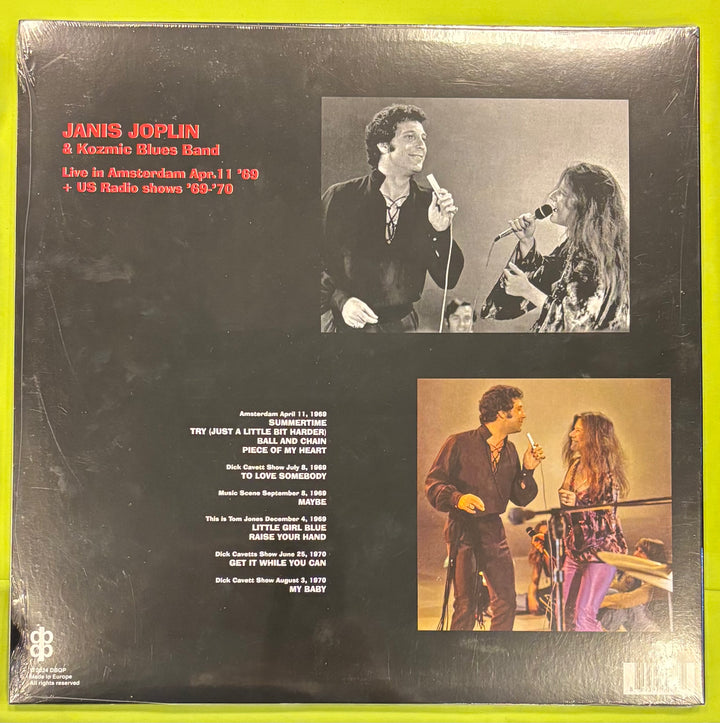 JANIS JOPLIN
& Kozmic Blues Band
Live in Amsterdam Apr.11 '69
+ US Radio shows '69-'70
Amsterdam April 11, 1969
SUMMERTIME
TRY (JUST A LITTLE BIT HARDER)
BALL AND CHAIN
PIECE OF MY HEART
Dick Cavett Show July 8, 1969
TO LOVE SOMEBODY
Music Scene September 8, 1969
MAYBE
This is Tom Jones December 4, 1969
LITTLE GIRL BLUE
RAISE YOUR HAND
Dick Cavetts Show June 25, 1970
GET IT WHILE YOU CAN
Dick Cavett Show August 3, 1970
MY BABY
Made in Europe
All rights reserved